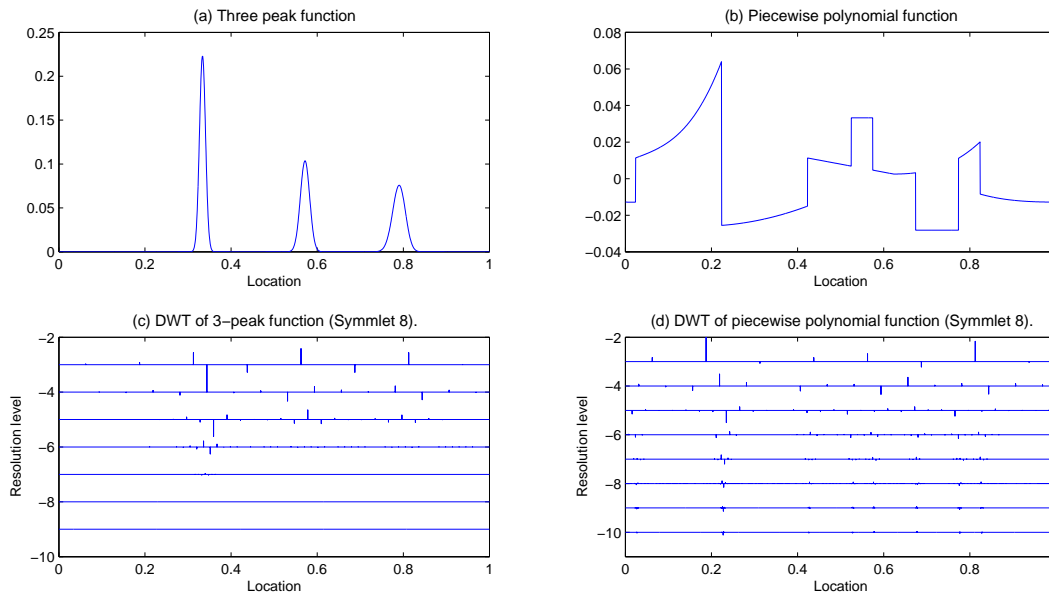 (a) Three peak function
0.25
0.2
0.15
0.1
0.05
0
0 0.2 0.4 0.6 0.8 1
Location
(b) Piecewise polynomial function
0.08
0.06
0.04
0.02
0
−0.02
−0.04
0 0.2 0.4 0.6 0.8
Location
(c) DWT of 3−peak function (Symmlet 8).
Resolution level
−2
−4
−6
−8
−10
0 0.2 0.4 0.6 0.8 1
Location
(d) DWT of piecewise polynomial function (Symmlet 8).
Resolution level
−2
−4
−6
−8
−10
0 0.2 0.4 0.6 0.8
Location